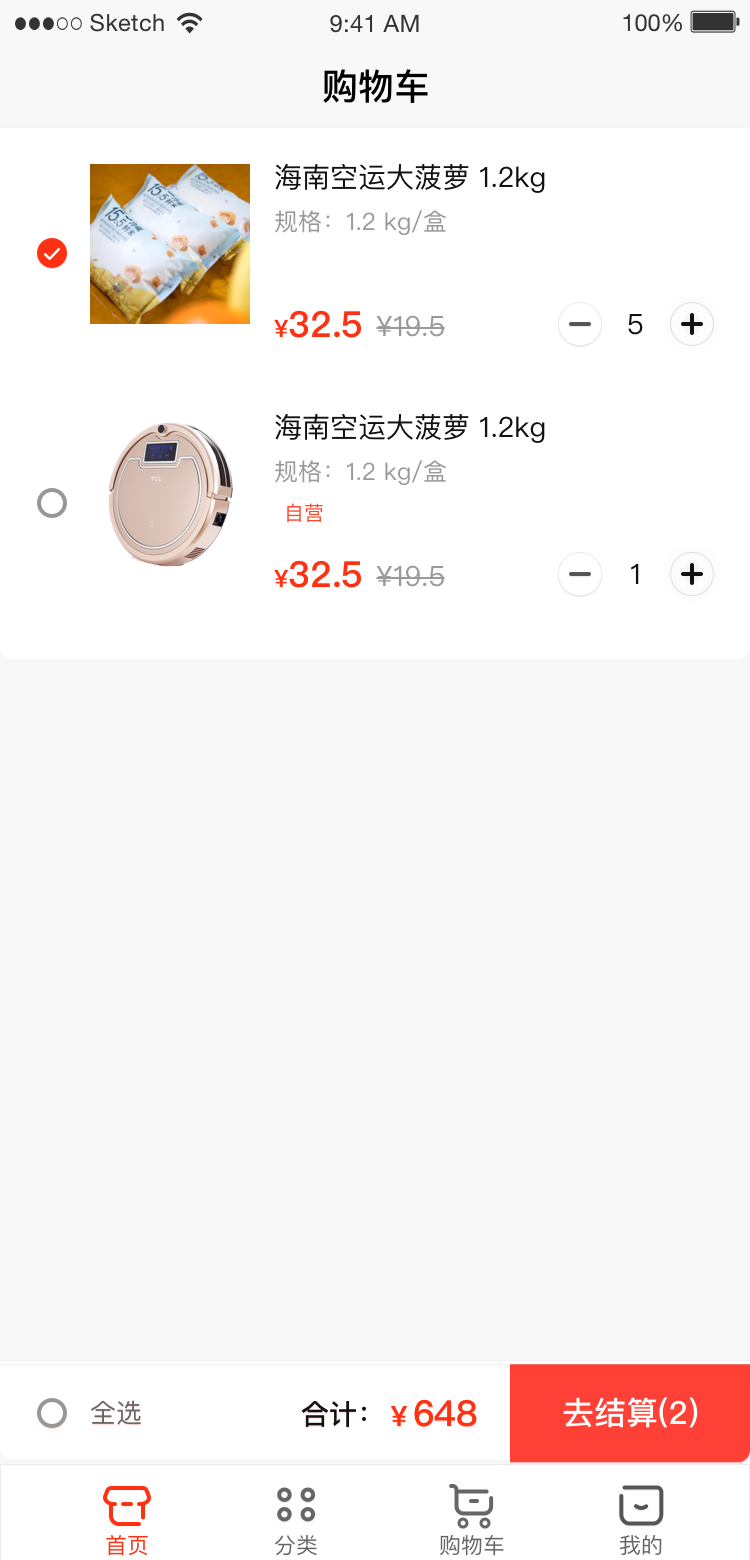 Sketch 9:41 AM 100%
购物车
海南空运大菠萝 1.2kg
规格：1.2 kg/盒
¥32.5 ¥19.5 5
海南空运大菠萝 1.2kg
规格：1.2 kg/盒
自营
¥32.5 ¥19.5 1
TCL
全选 合计：¥648 去结算(2)
首页 分类 购物车 我的